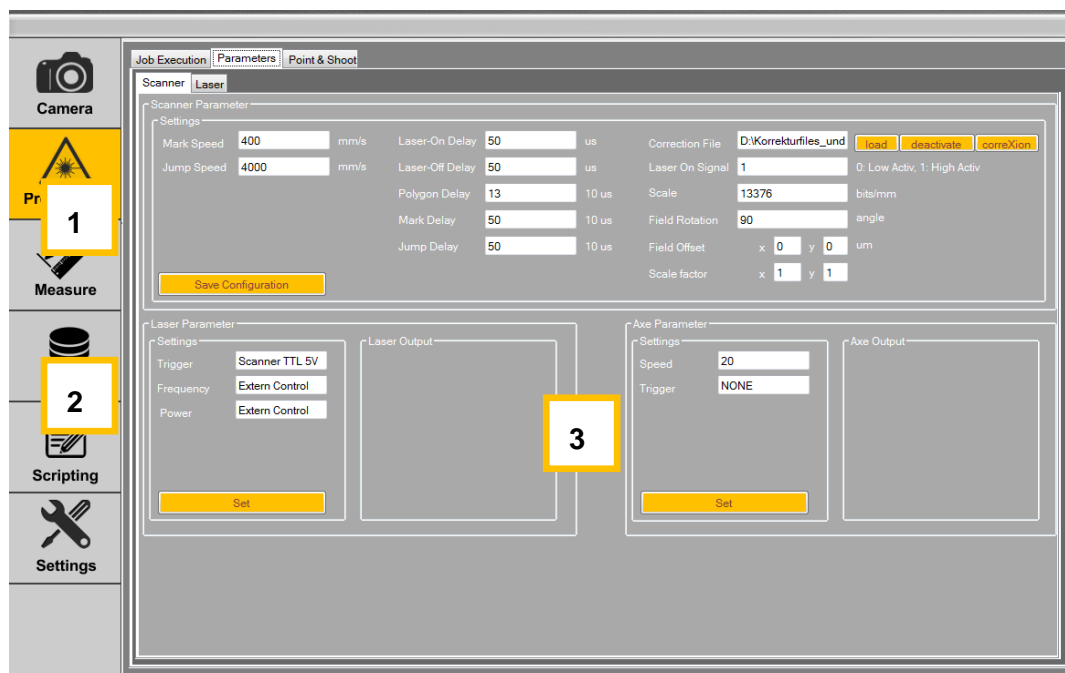 Job Execution Parameters Point & Shoot
Scanner Laser
Camera
Measure
Scripting
Settings
1
2
3
Scanner Parameter
Settings
Mark Speed 400 mm/s
Jump Speed 4000 mm/s
Save Configuration
Laser-On Delay 50 us
Laser-Off Delay 50 us
Polygon Delay 13 10 us
Mark Delay 50 10 us
Jump Delay 50 10 us
Correction File D:\Korrekturfiles_und load deactivate correXion
Laser On Signal 1 0: Low Activ, 1: High Activ
Scale 13376 bits/mm
Field Rotation 90 angle
Field Offset x 0 y 0 um
Scale factor x 1 y 1
Laser Parameter
Settings
Trigger Scanner TTL 5V
Frequency Extern Control
Power Extern Control
Set
Laser Output
Axe Parameter
Settings
Speed 20
Trigger NONE
Set
Axe Output